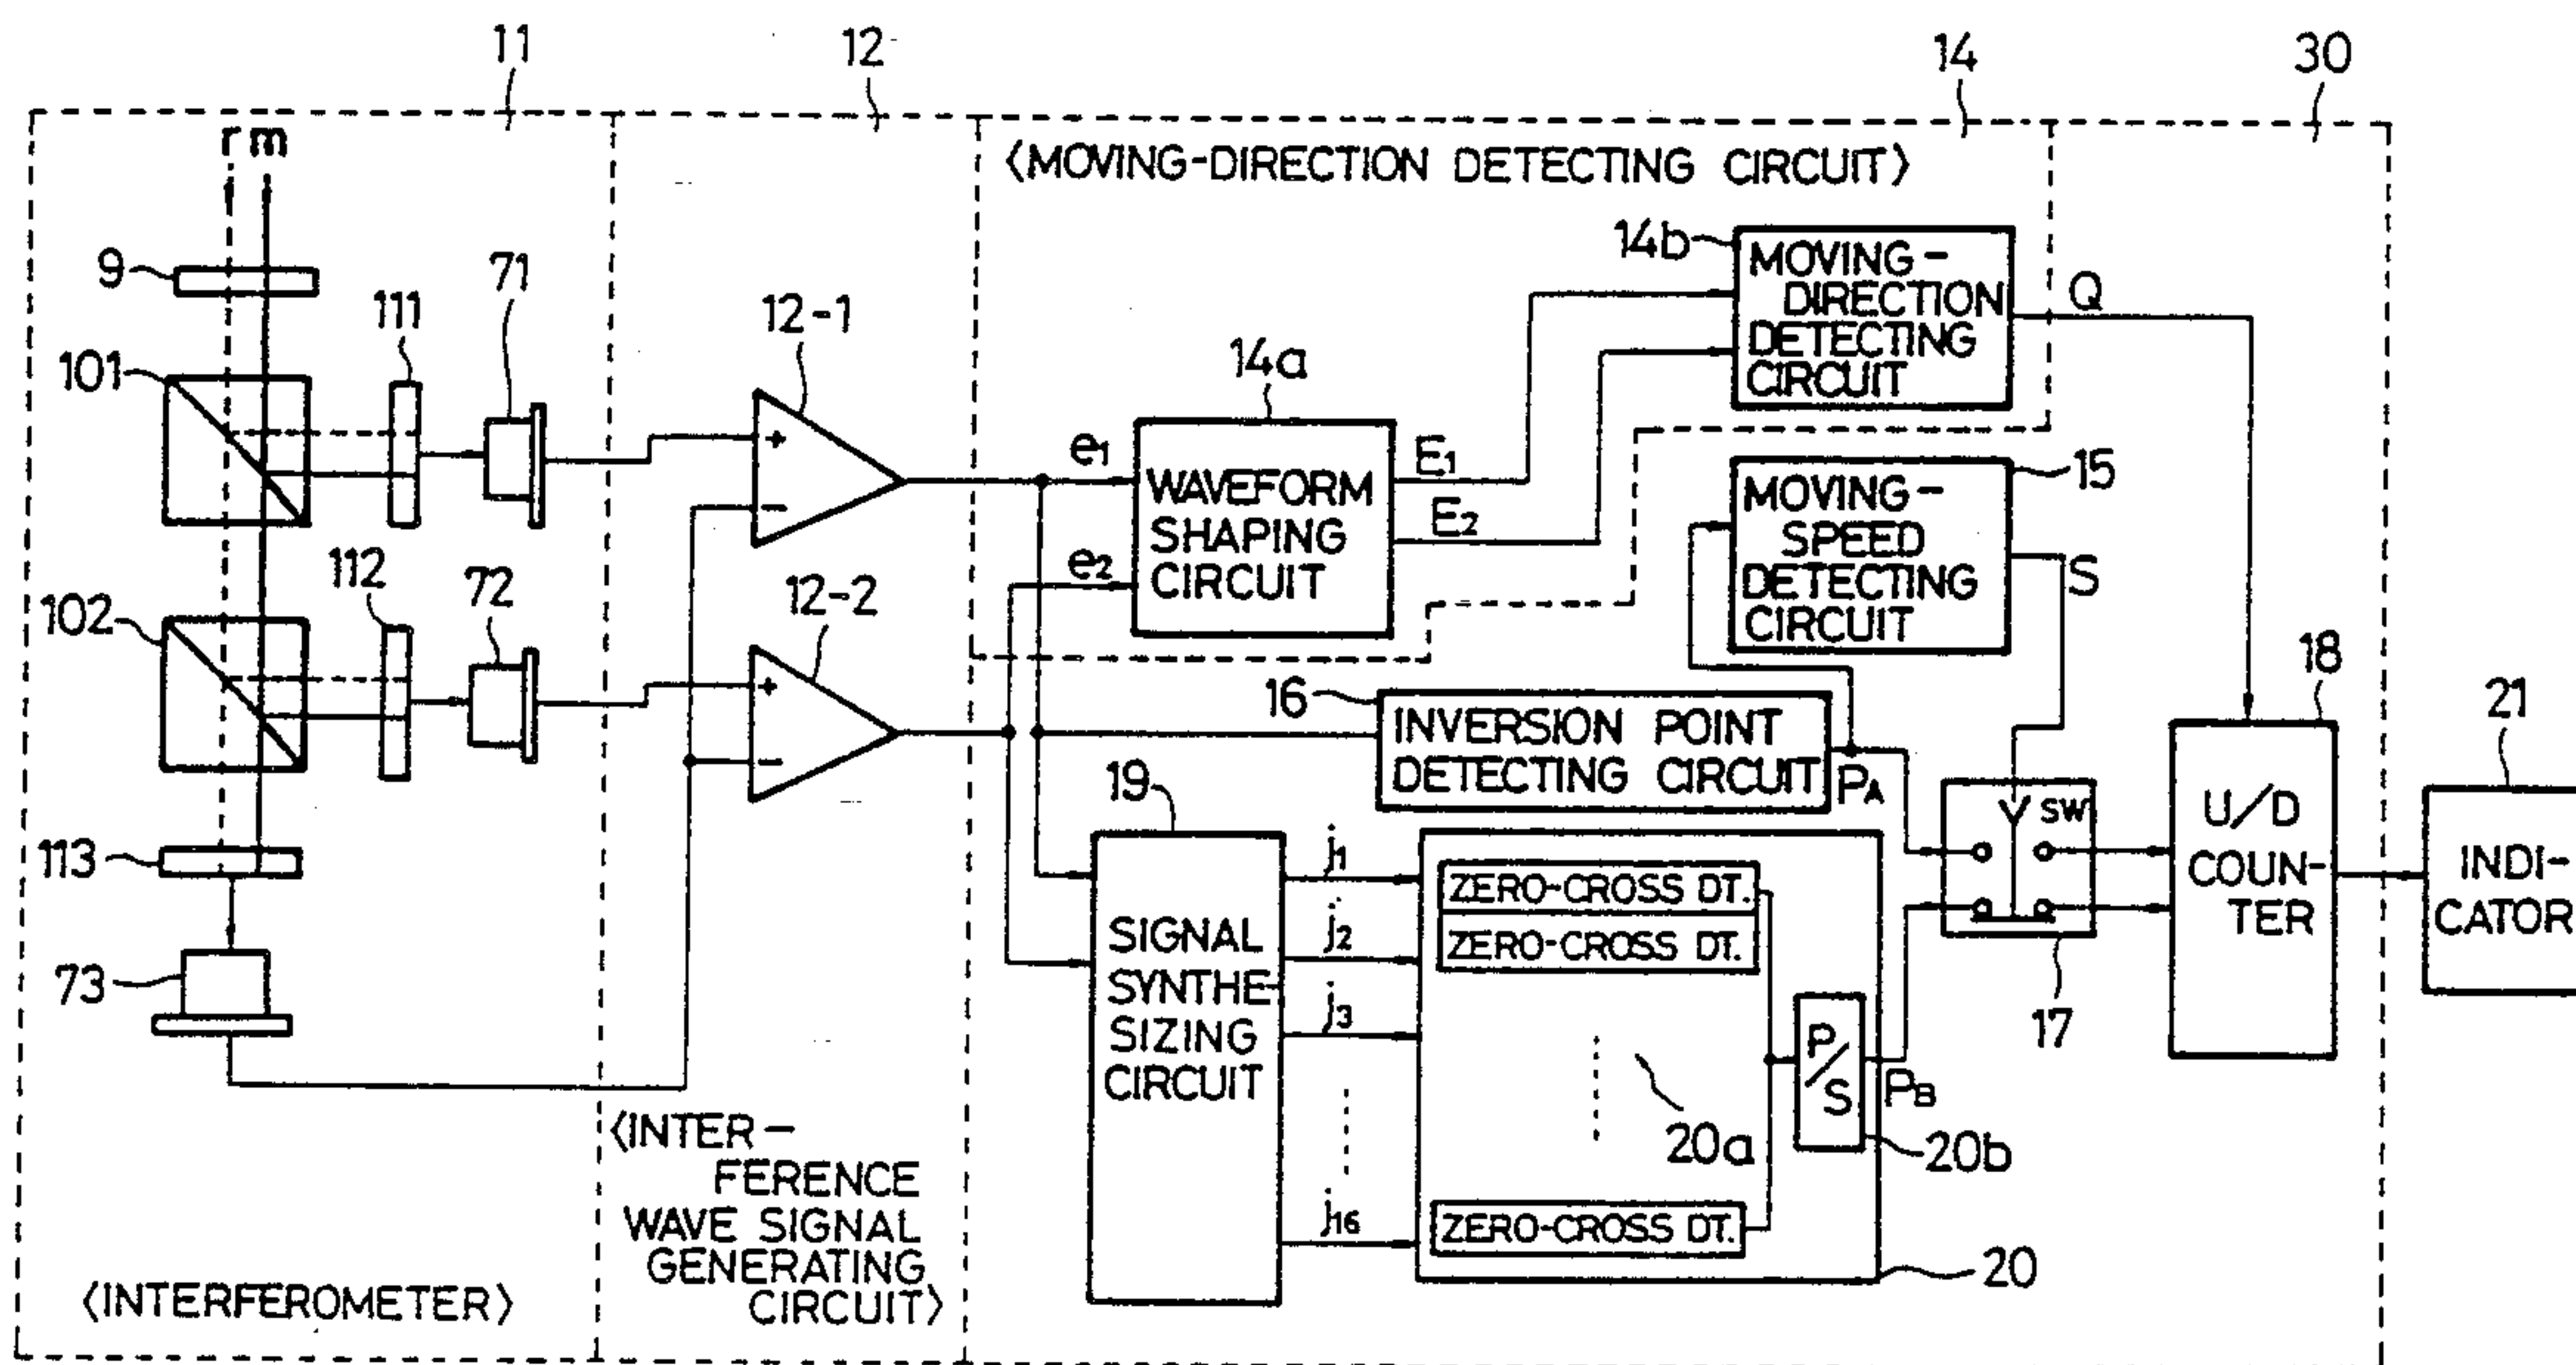 11
12
14
30
r m
〈MOVING-DIRECTION DETECTING CIRCUIT〉
9
111
71
12-1
14a
14b
MOVING-
DIRECTION
DETECTING
CIRCUIT
Q
101
+
−
e1
WAVEFORM
SHAPING
CIRCUIT
E1
E2
e2
15
MOVING-
SPEED
DETECTING
CIRCUIT
S
102
112
72
12-2
+
−
16
INVERSION POINT
DETECTING CIRCUIT
PA
18
U/D
COUN-
TER
21
INDI-
CATOR
SW
17
113
73
19
SIGNAL
SYNTHE-
SIZING
CIRCUIT
j1
j2
j3
j16
ZERO-CROSS DT.
ZERO-CROSS DT.
ZERO-CROSS DT.
20a
P/S
PB
20b
20
〈INTERFEROMETER〉
〈INTER-
FERENCE
WAVE SIGNAL
GENERATING
CIRCUIT〉